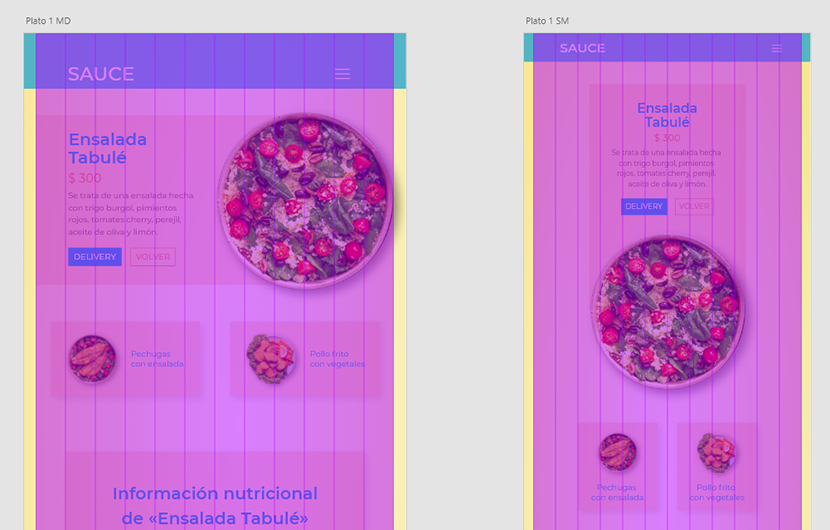 Plato 1 MD
SAUCE
Ensalada
Tabulé
$ 300
Se trata de una ensalada hecha
con trigo burgol, pimientos
rojos, tomates cherry, perejil,
aceite de oliva y limón.
DELIVERY VOLVER
Pechugas
con ensalada
Pollo frito
con vegetales
Información nutricional
de «Ensalada Tabulé»
Plato 1 SM
SAUCE
Ensalada
Tabulé
$ 300
Se trata de una ensalada hecha
con trigo burgol, pimientos
rojos, tomates cherry, perejil,
aceite de oliva y limón.
DELIVERY VOLVER
Pechugas
con ensalada
Pollo frito
con vegetales